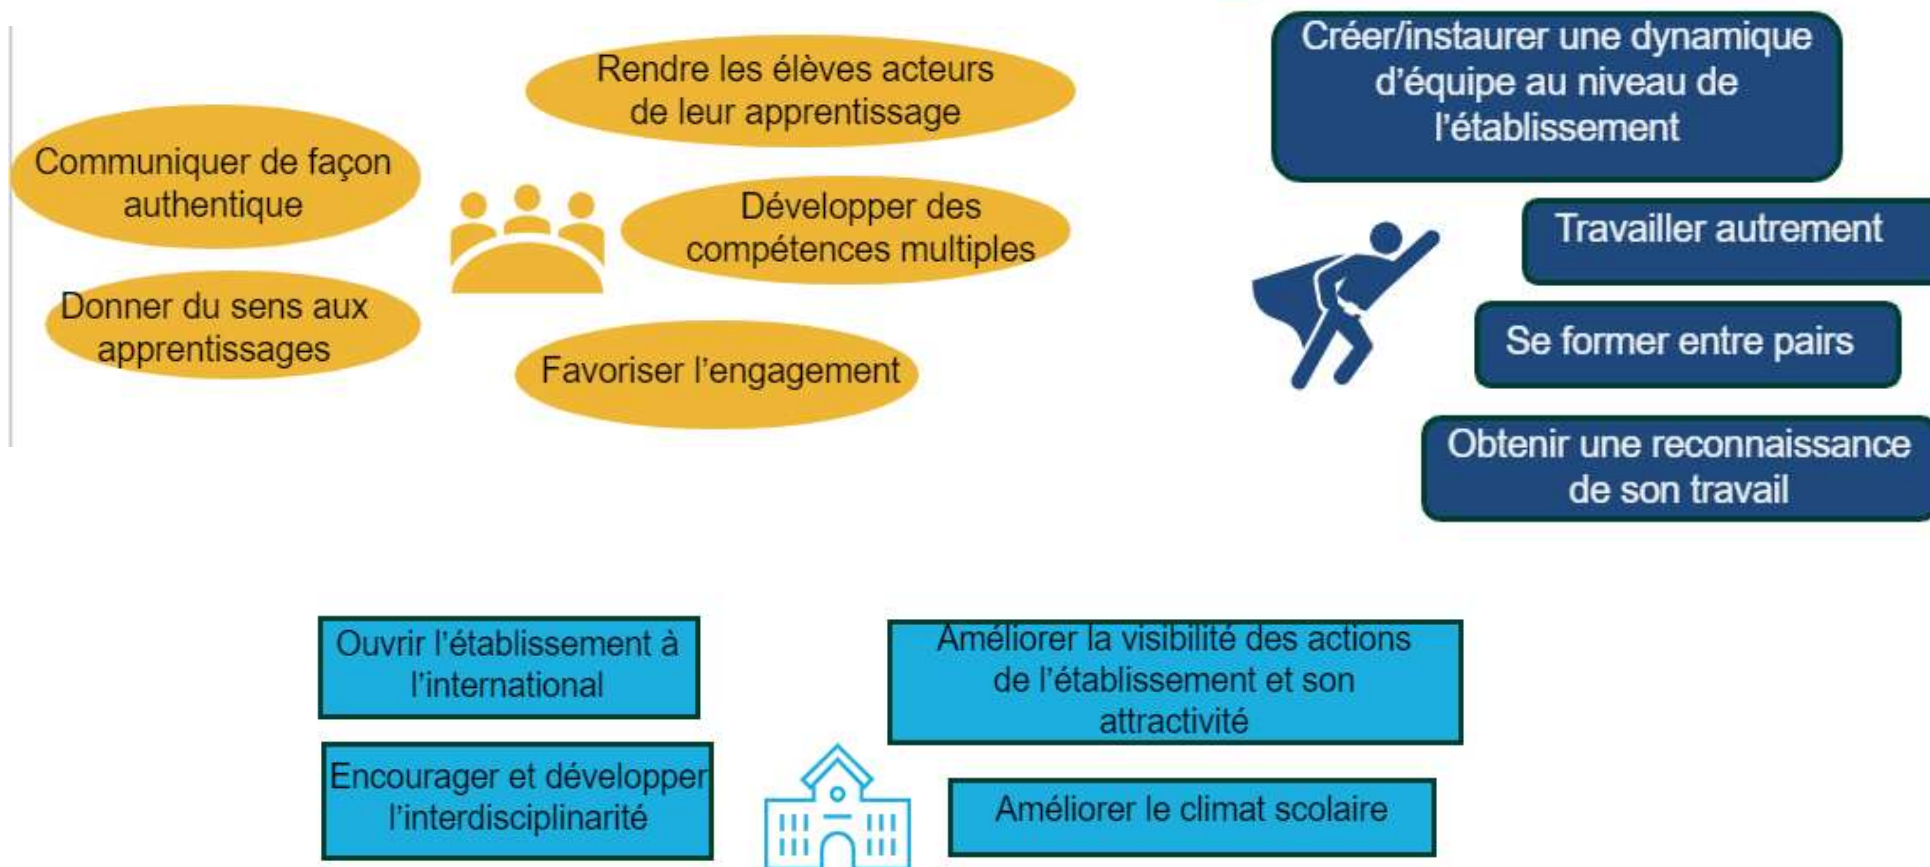 Rendre les élèves acteurs
de leur apprentissage
Communiquer de façon
authentique
Développer des
compétences multiples
Donner du sens aux
apprentissages
Favoriser l’engagement
Créer/instaurer une dynamique
d’équipe au niveau de
l’établissement
Travailler autrement
Se former entre pairs
Obtenir une reconnaissance
de son travail
Ouvrir l’établissement à
l’international
Améliorer la visibilité des actions
de l’établissement et son
attractivité
Encourager et développer
l’interdisciplinarité
Améliorer le climat scolaire